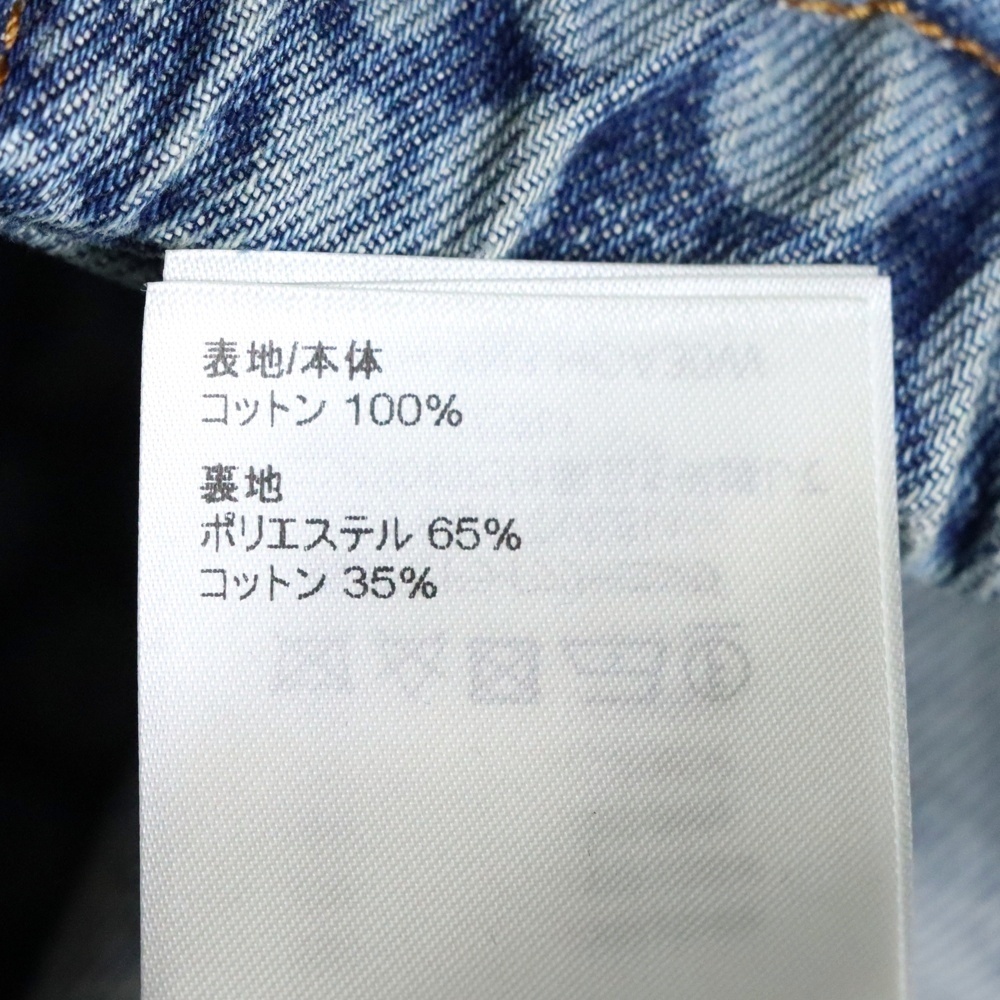 表地/本体
コットン 100%
裏地
ポリエステル 65%
コットン 35%